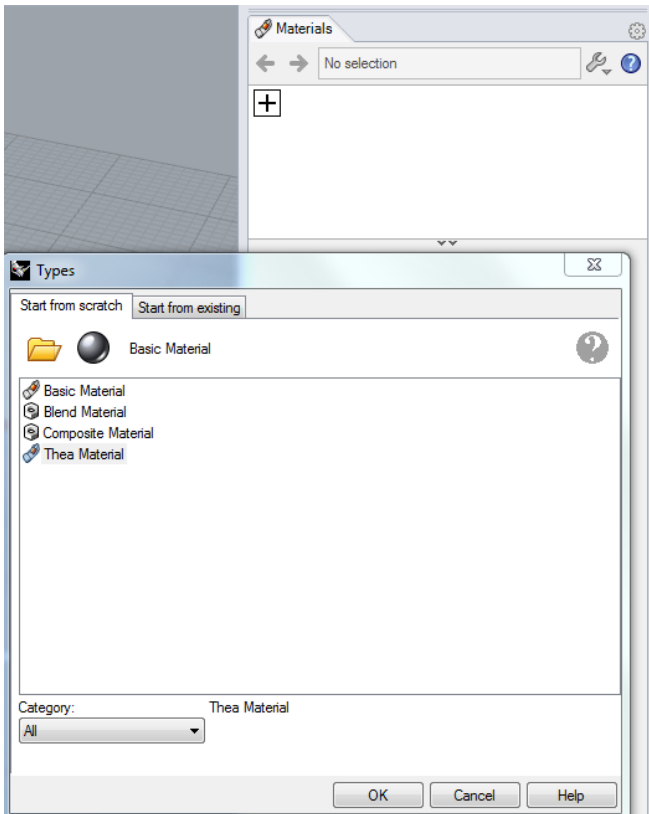 Materials
No selection
Types
Start from scratch
Start from existing
Basic Material
Basic Material
Blend Material
Composite Material
Thea Material
Category:
Thea Material
All
OK
Cancel
Help